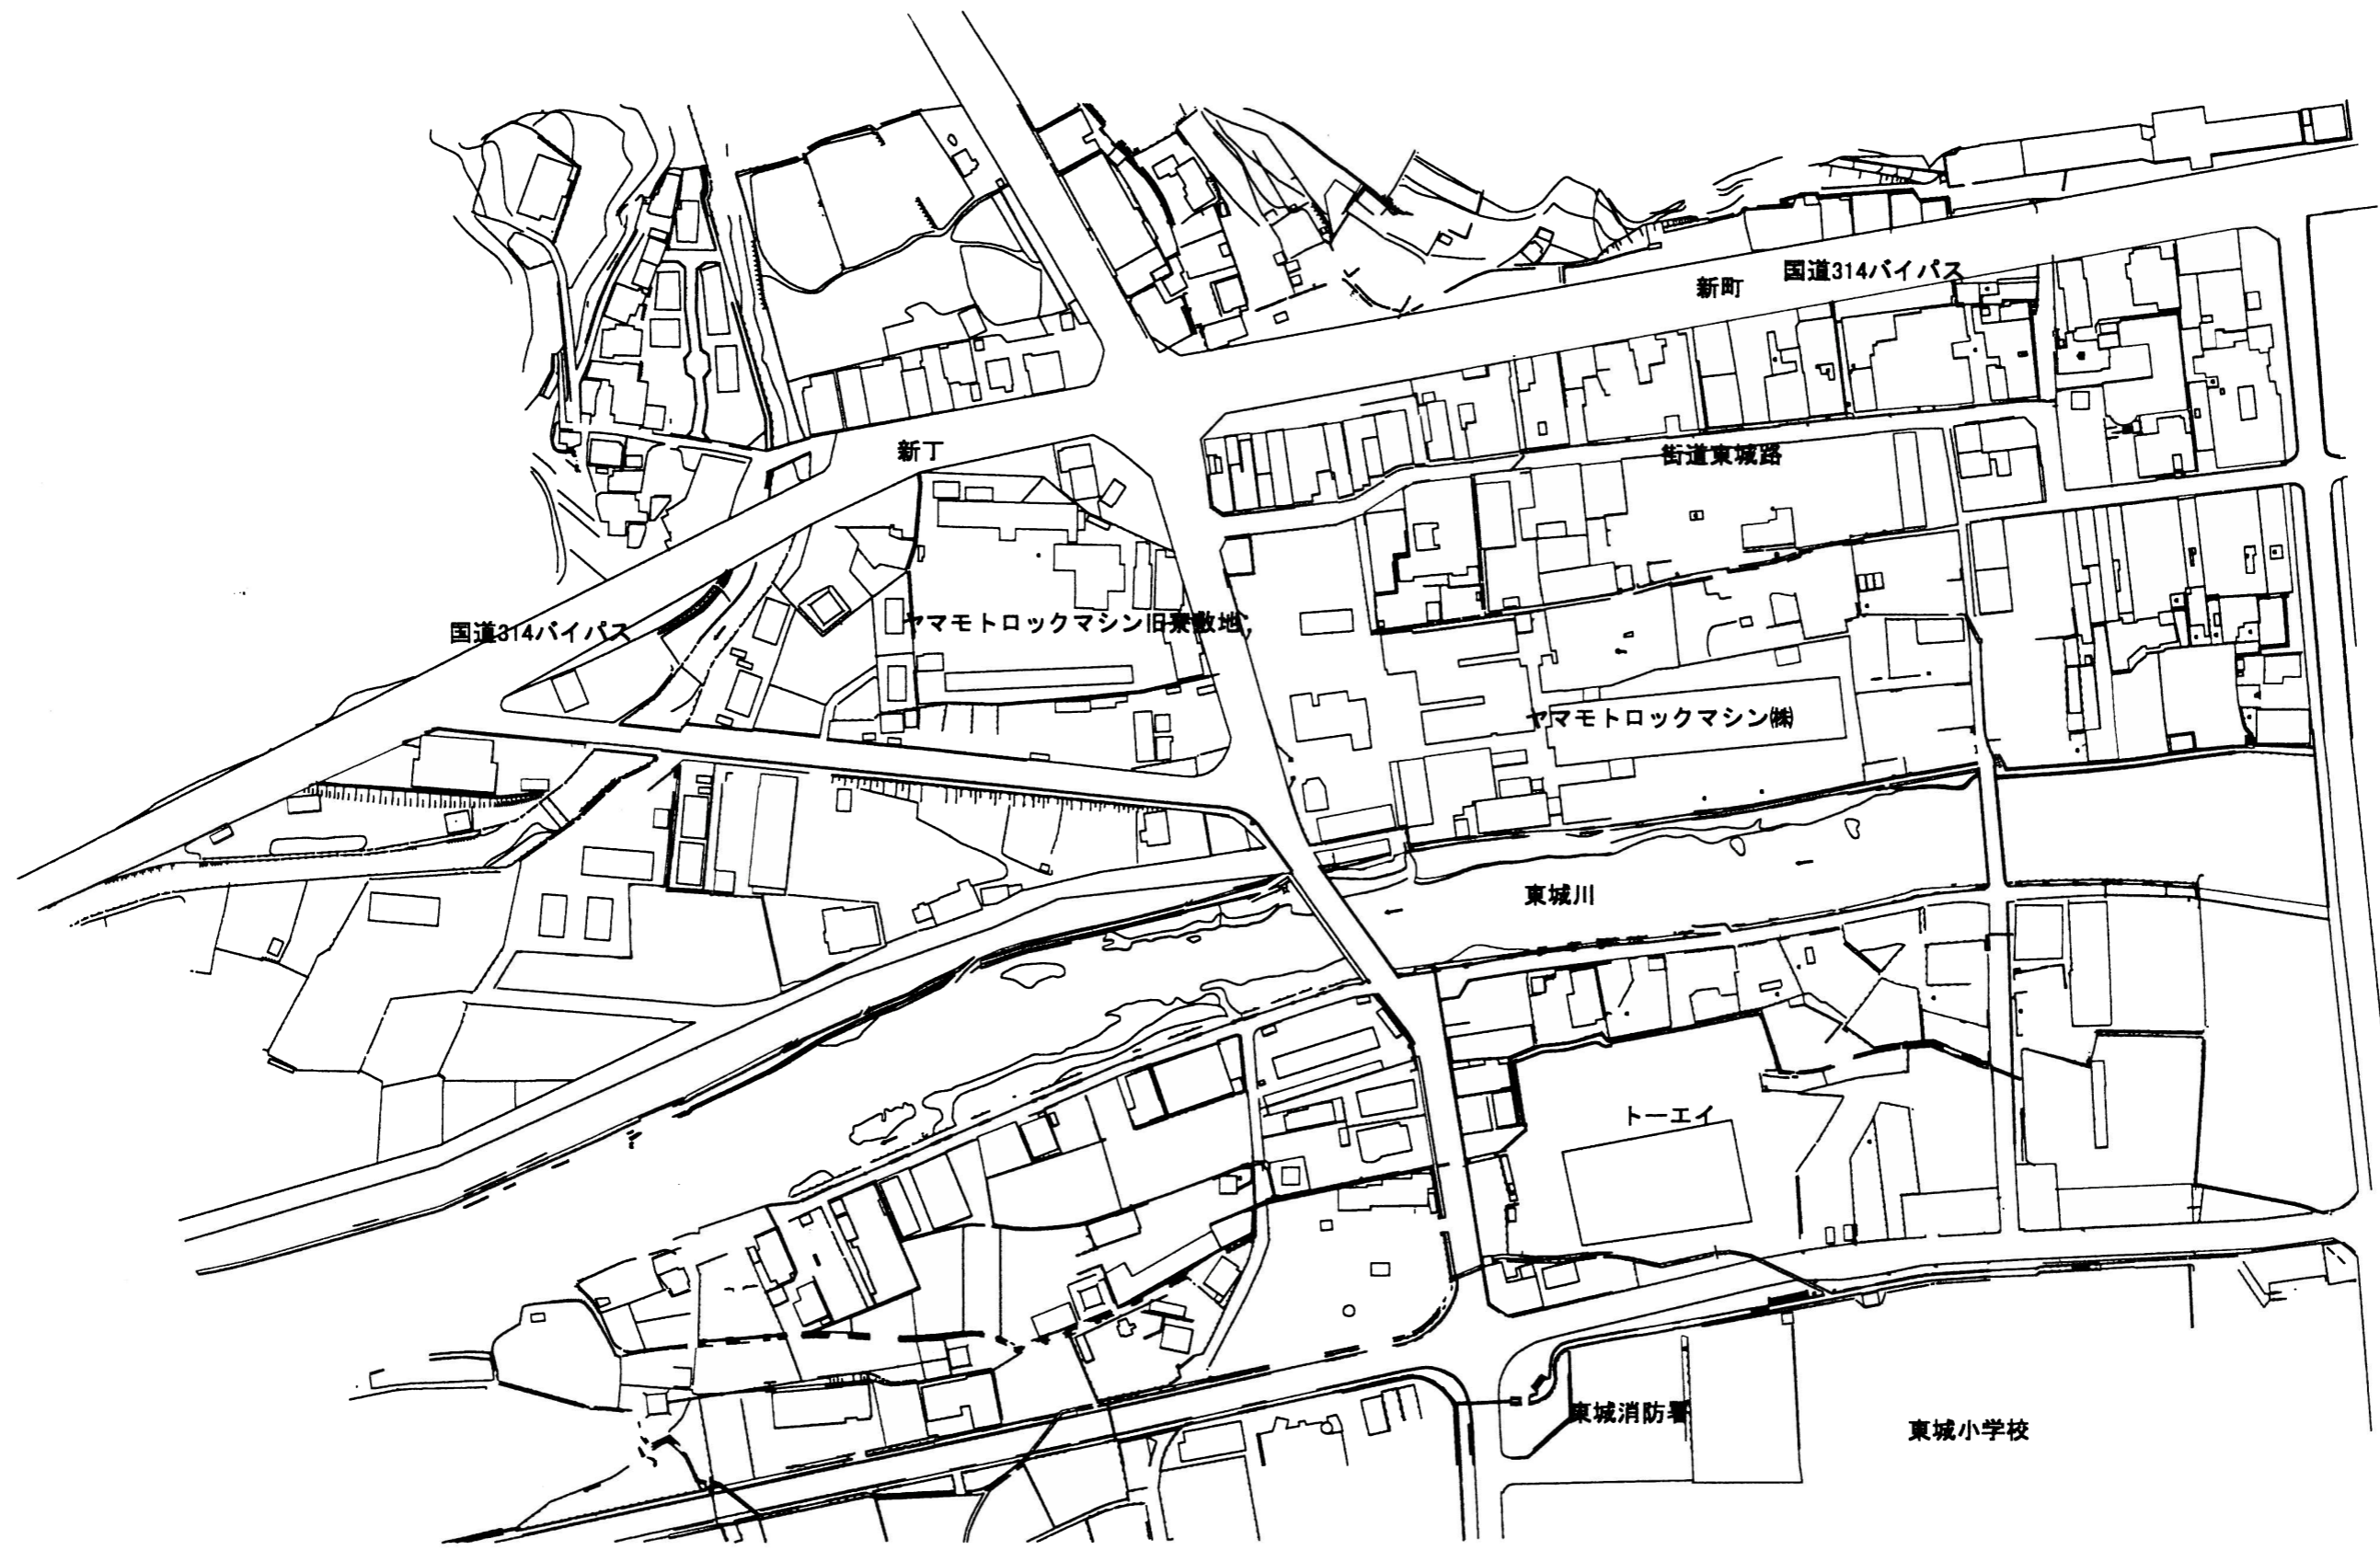 国道314バイパス
新町
新丁
街道東城路
国道314バイパス
ヤマモトロックマシン旧
敷地
ヤマモトロックマシン㈱
東城川
トーエイ
東城消防署
東城小学校